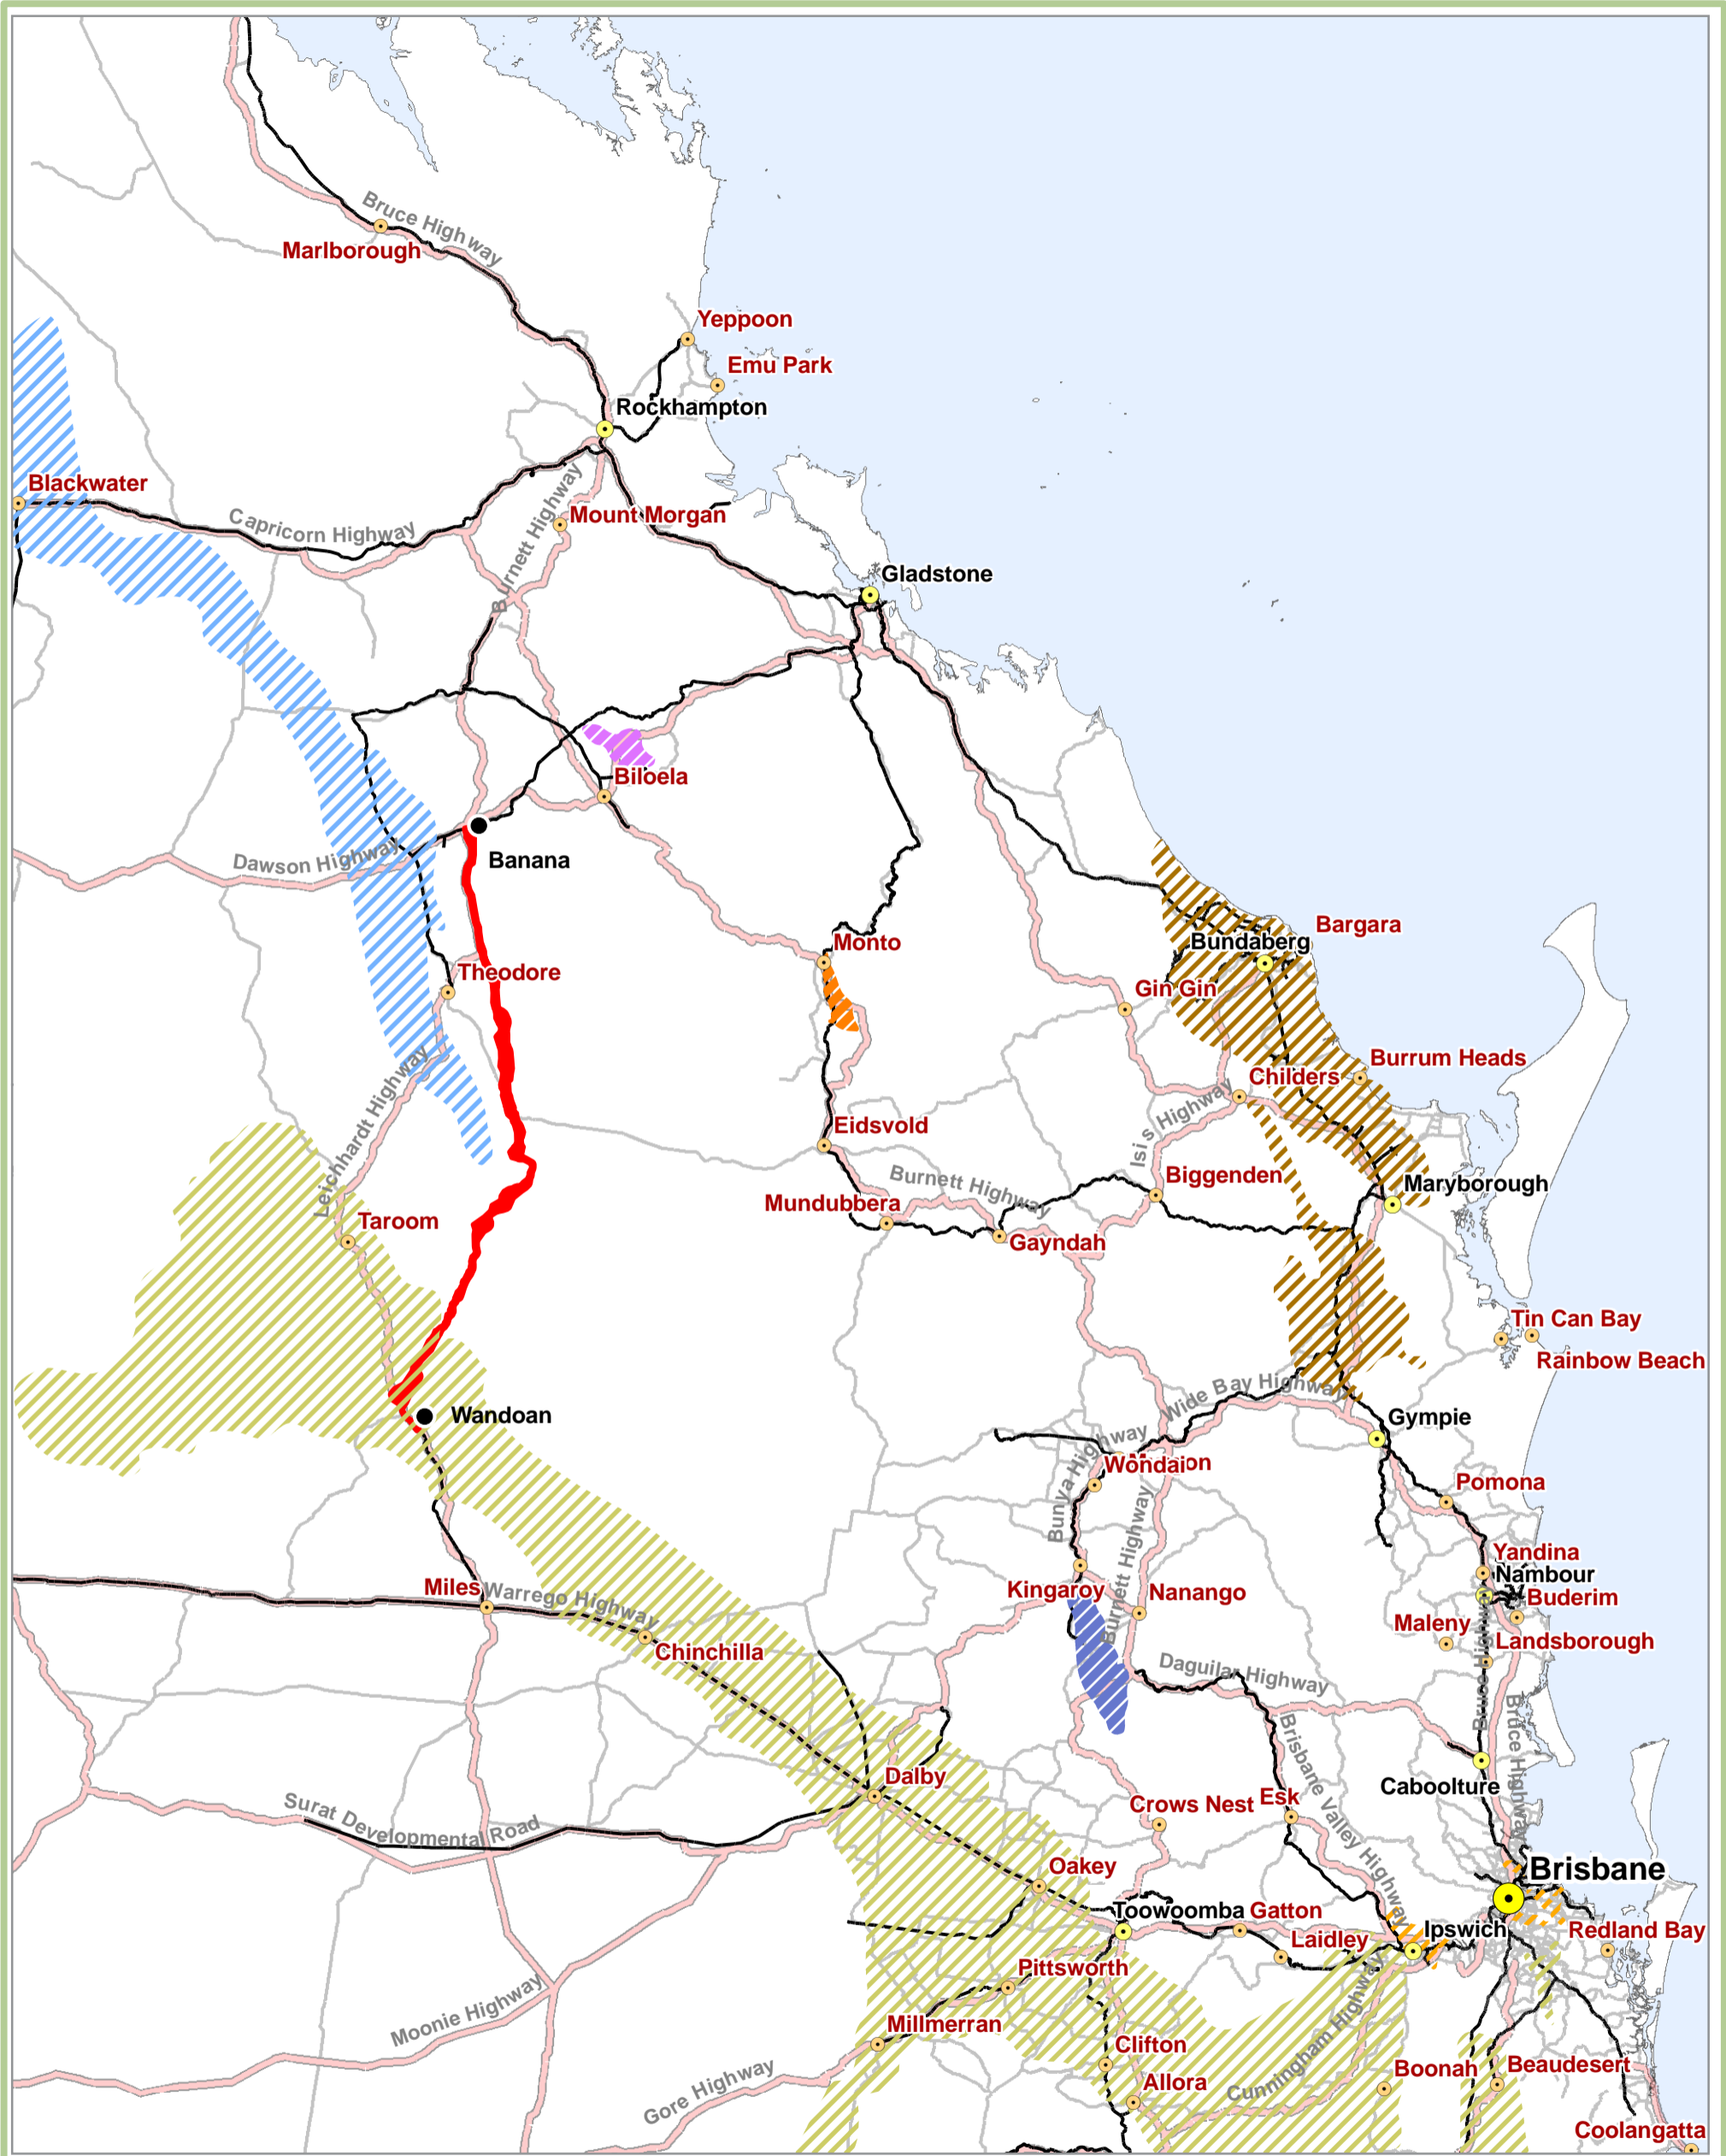 Bruce Highway
Marlborough
Yeppoon
Emu Park
Rockhampton
Blackwater
Capricorn Highway
Burnett Highway
Mount Morgan
Gladstone
Biloela
Banana
Dawson Highway
Bargara
Bundaberg
Monto
Theodore
Gin Gin
Burrum Heads
Childers
Leichhardt Highway
Isis Highway
Eidsvold
Burnett Highway
Biggenden
Maryborough
Mundubbera
Taroom
Gayndah
Tin Can Bay
Rainbow Beach
Wide Bay Highway
Wandoan
Gympie
Bunya Highway
Wondai
Pomona
Burnett Highway
Yandina
Nambour
Miles
Warrego Highway
Kingaroy
Nanango
Buderim
Maleny
Landsborough
Chinchilla
Daguilar Highway
Bruce Highway
Bruce Highway
Brisbane Valley Highway
Dalby
Caboolture
Surat Developmental Road
Crows Nest
Esk
Oakey
Brisbane
Toowoomba
Gatton
Ipswich
Redland Bay
Laidley
Pittsworth
Moonie Highway
Millmerran
Clifton
Cunningham Highway
Boonah
Beaudesert
Allora
Gore Highway
Coolangatta